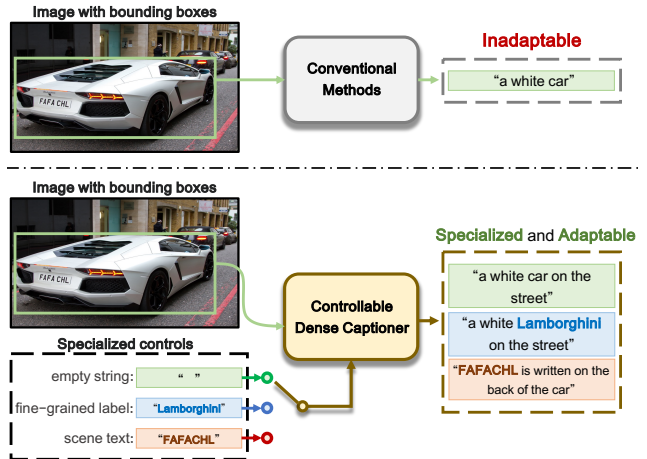 Image with bounding boxes
FAFA CHL
Conventional
Methods
Inadaptable
“a white car”
Image with bounding boxes
FAFA CHL
Controllable
Dense Captioner
Specialized and Adaptable
“a white car on the
street”
“a white Lamborghini
on the street”
“FAFACHL is written on the
back of the car”
Specialized controls
empty string: “ ”
fine-grained label: “Lamborghini”
scene text: “FAFACHL”